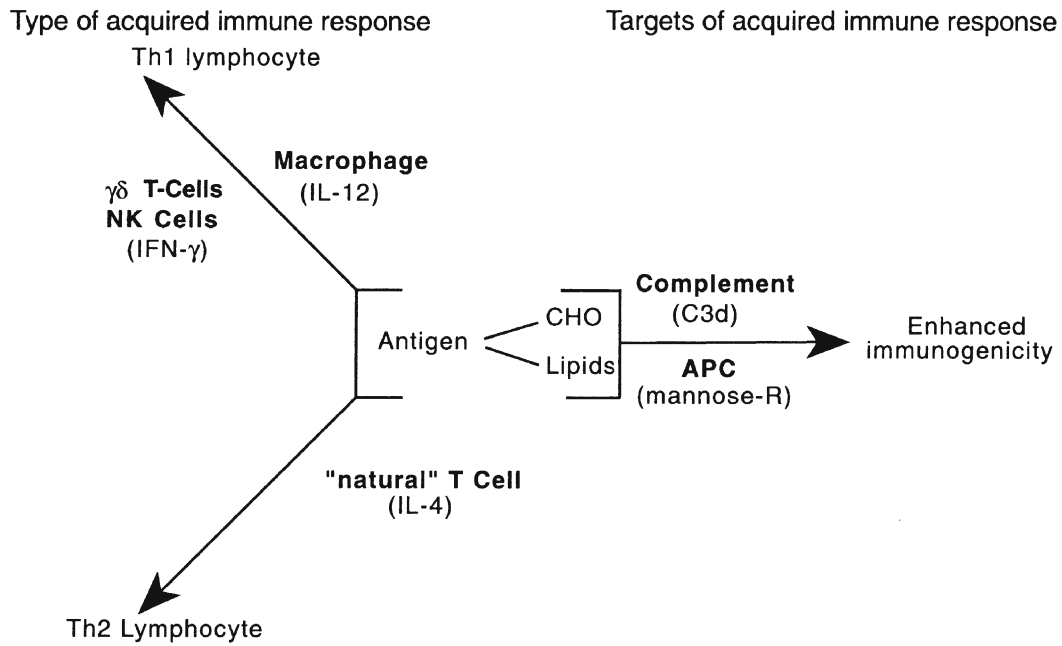 Type of acquired immune response
Targets of acquired immune response
Th1 lymphocyte
Macrophage
(IL-12)
γδ T-Cells
NK Cells
(IFN-γ)
Complement
(C3d)
CHO
Antigen
Lipids
Enhanced
immunogenicity
APC
(mannose-R)
"natural" T Cell
(IL-4)
Th2 Lymphocyte